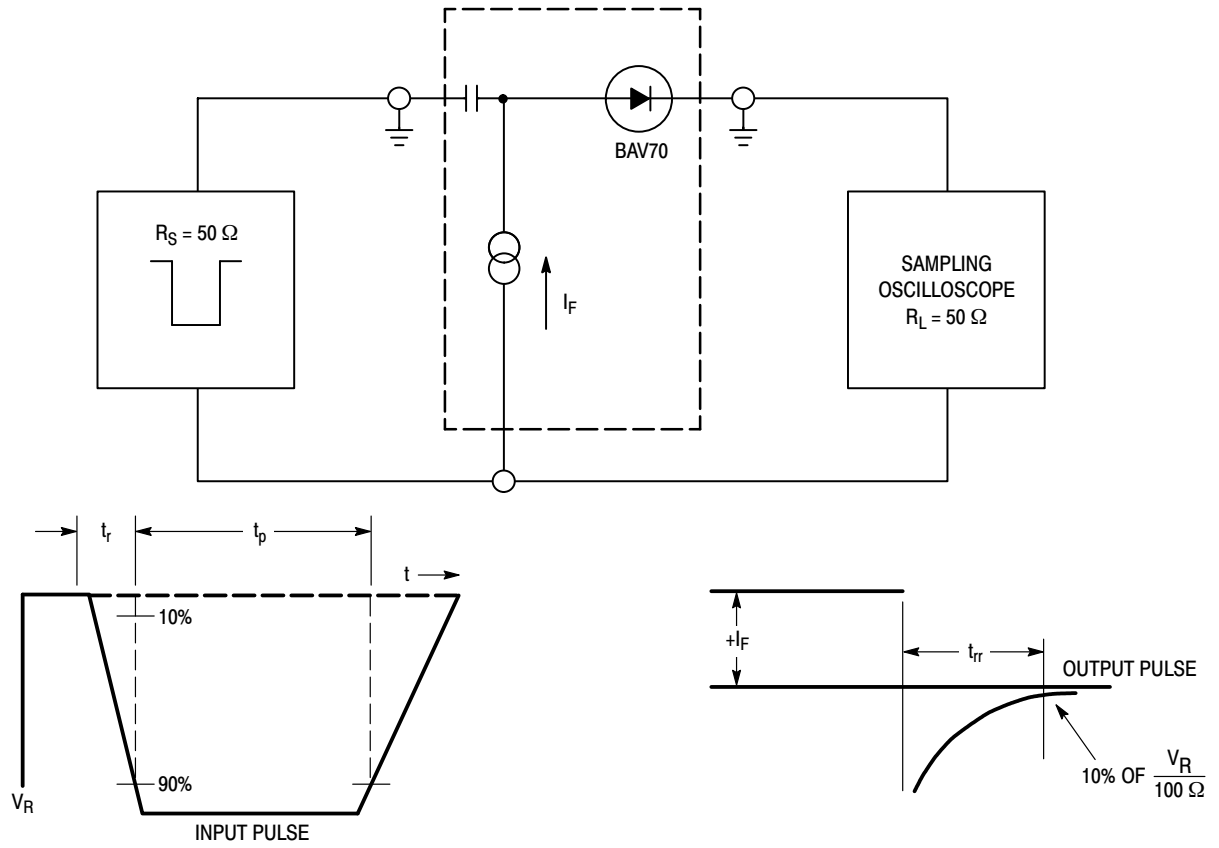 BAV70
R_S = 50 Ω
I_F
SAMPLING
OSCILLOSCOPE
R_L = 50 Ω
t_r
t_p
t
10%
90%
V_R
INPUT PULSE
+I_F
t_rr
OUTPUT PULSE
10% OF V_R / 100 Ω